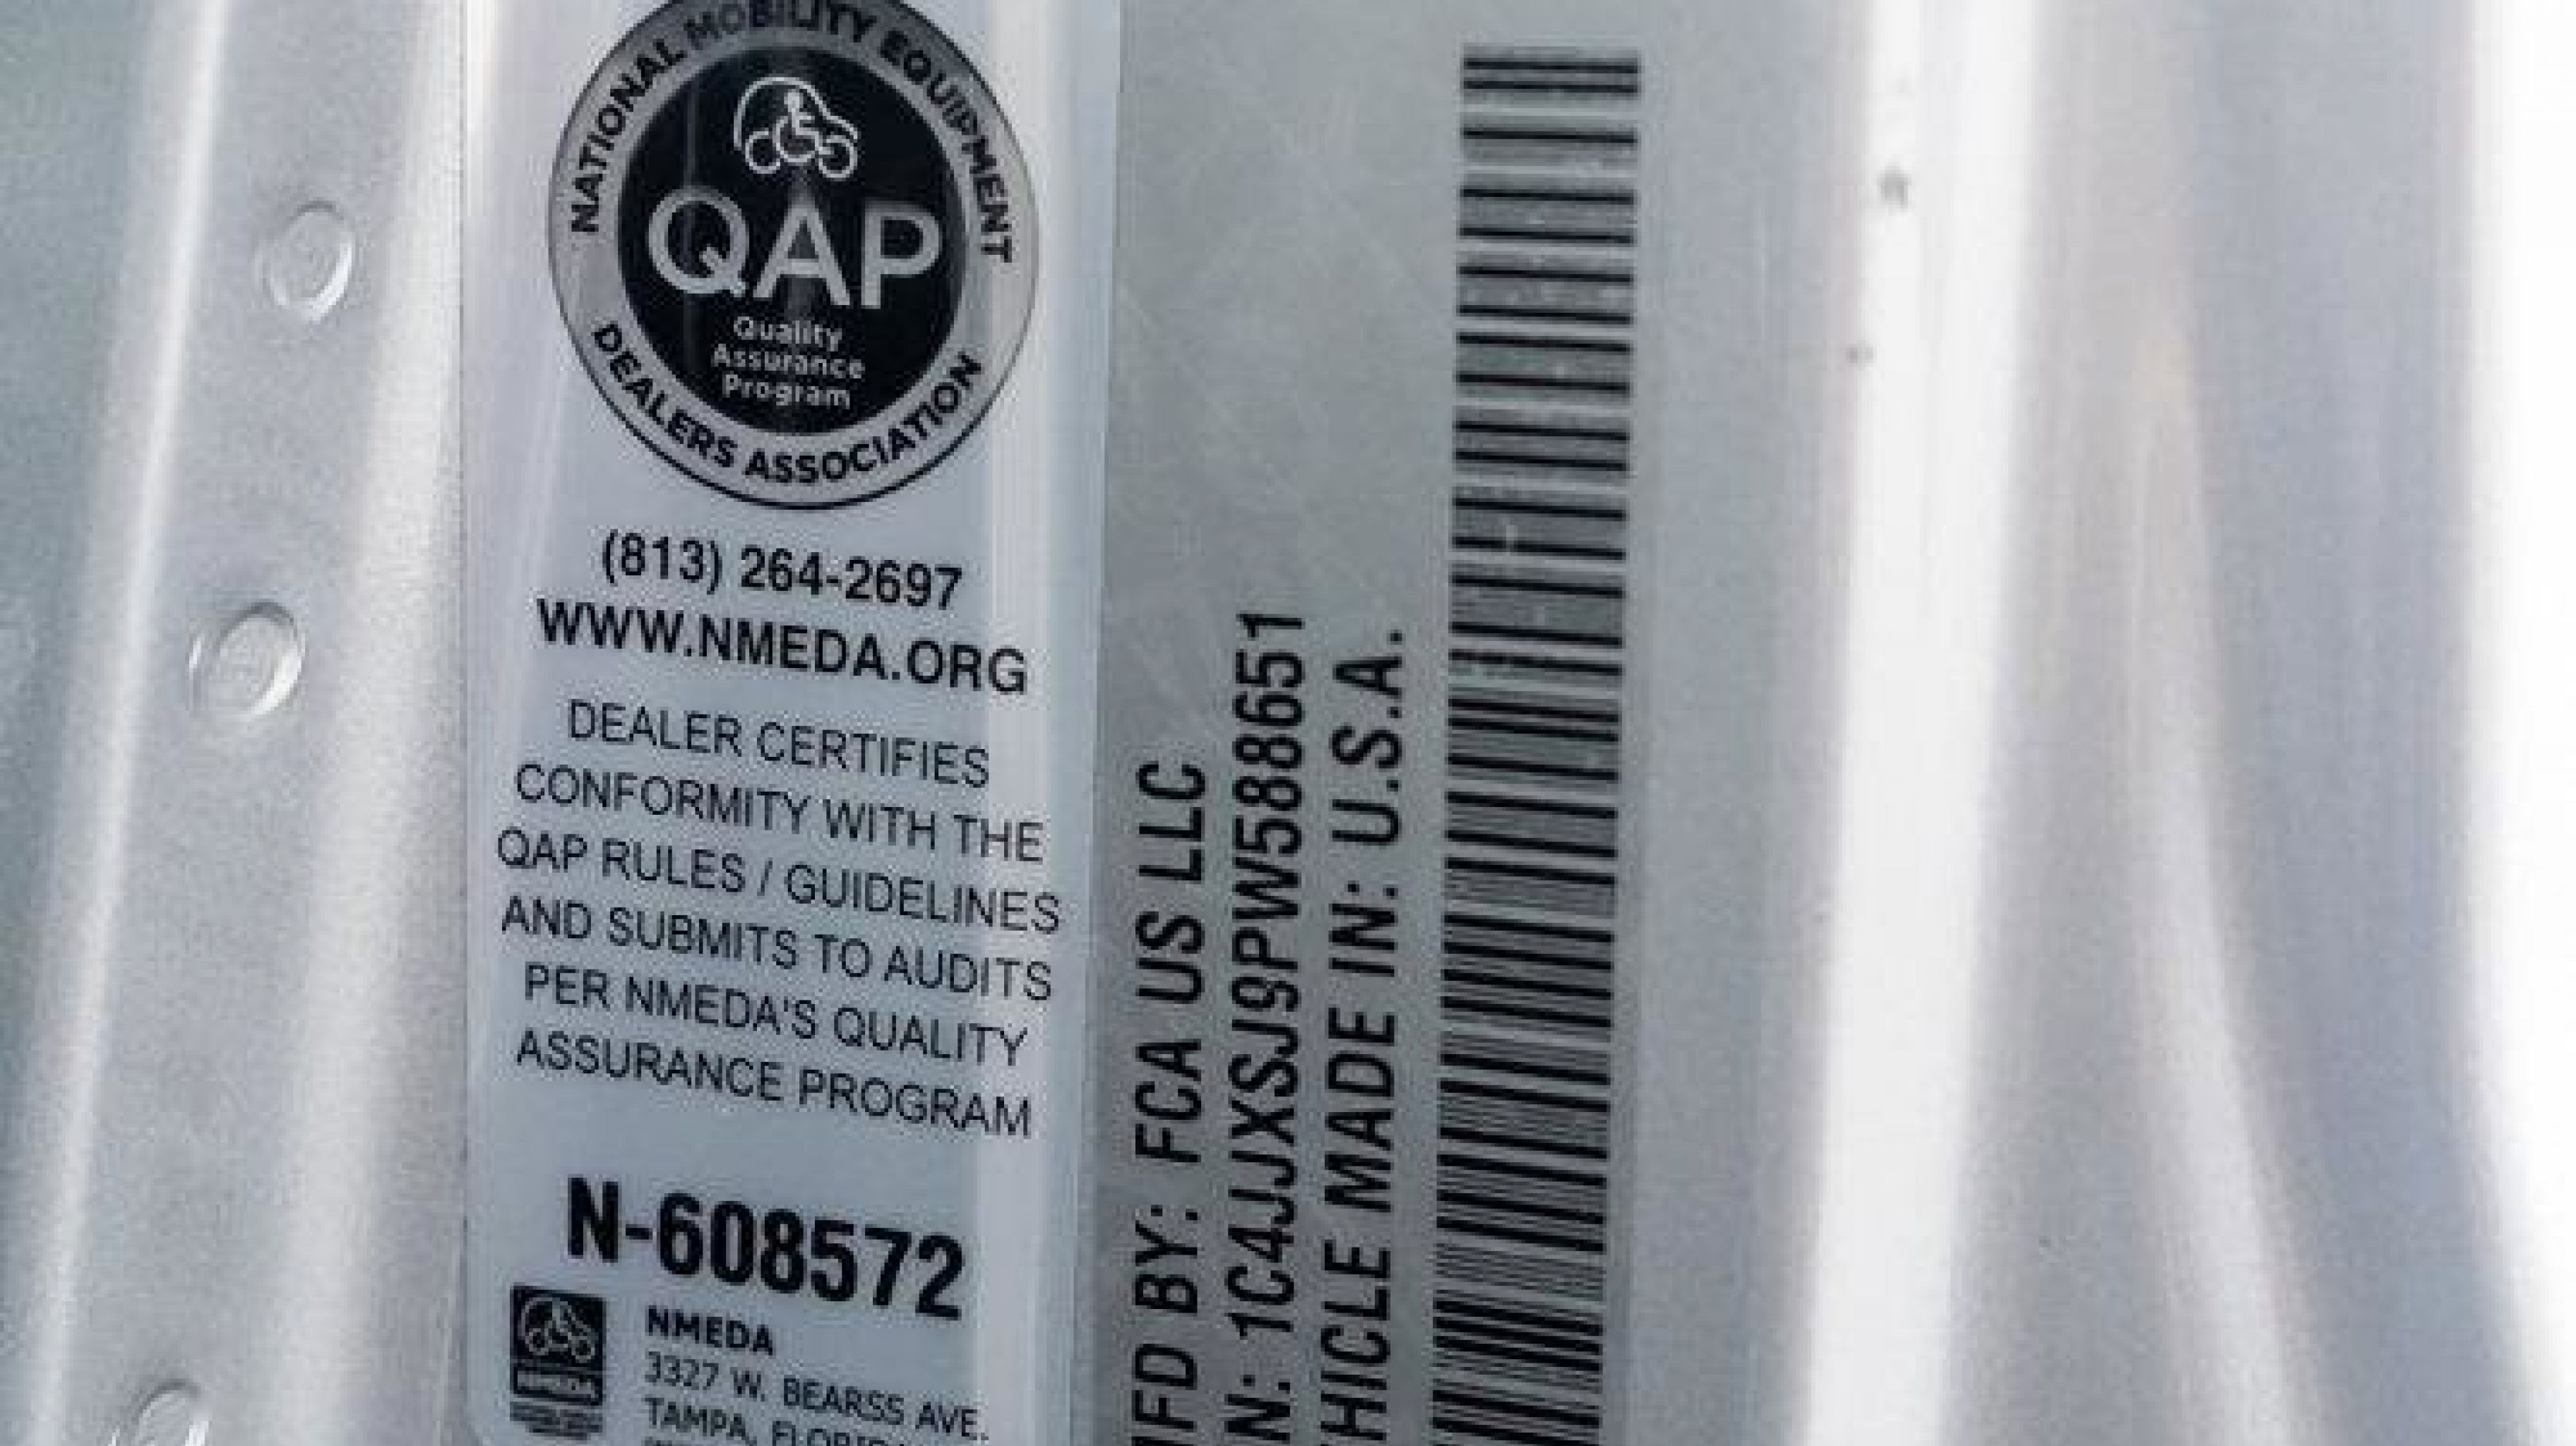 NATIONAL MOBILITY EQUIPMENT
QAP
Quality
Assurance
Program
DEALERS ASSOCIATION
(813) 264-2697
WWW.NMEDA.ORG
DEALER CERTIFIES
CONFORMITY WITH THE
QAP RULES / GUIDELINES
AND SUBMITS TO AUDITS
PER NMEDA'S QUALITY
ASSURANCE PROGRAM
N-608572
NMEDA
3327 W. BEARSS AVE.
TAMPA,
MFD BY: FCA US LLC
N: 1C4JJXSJ9PW588651
HICLE MADE IN: U.S.A.